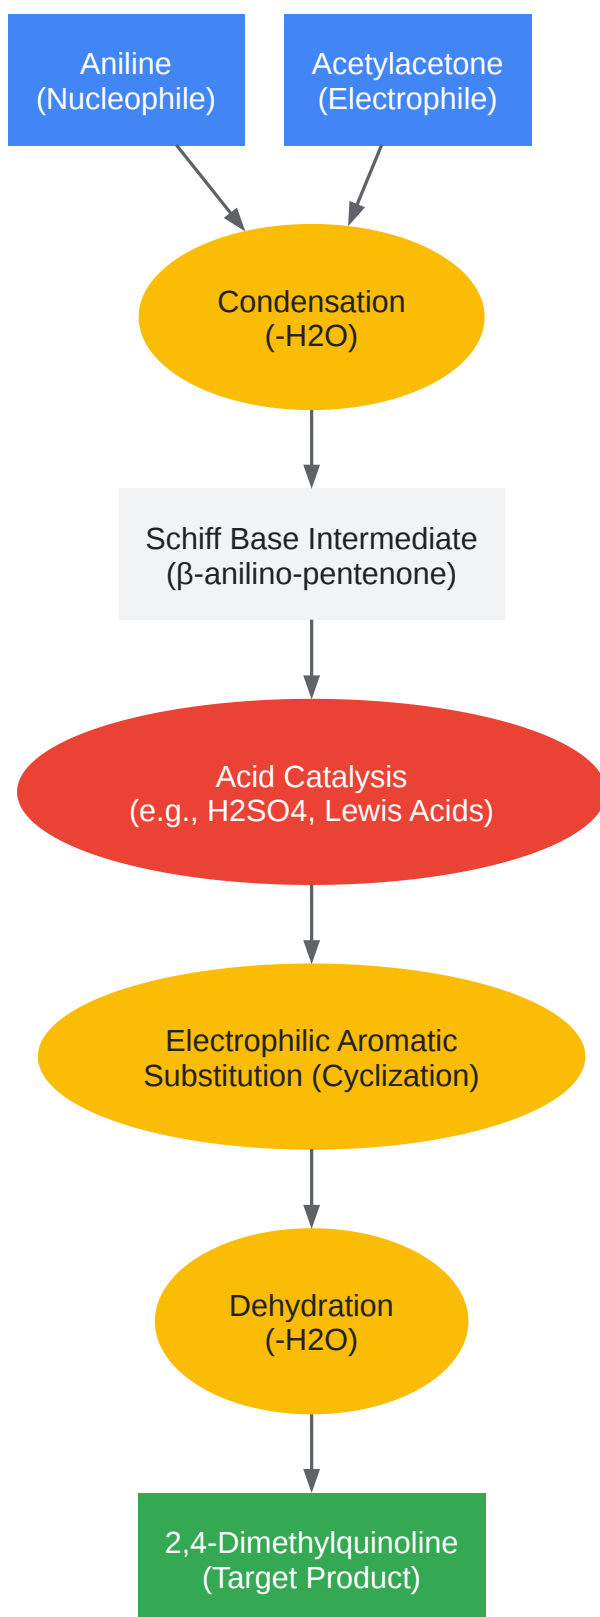 Aniline
(Nucleophile)
Acetylacetone
(Electrophile)
Condensation
(-H2O)
Schiff Base Intermediate
(β-anilino-pentenone)
Acid Catalysis
(e.g., H2SO4, Lewis Acids)
Electrophilic Aromatic
Substitution (Cyclization)
Dehydration
(-H2O)
2,4-Dimethylquinoline
(Target Product)